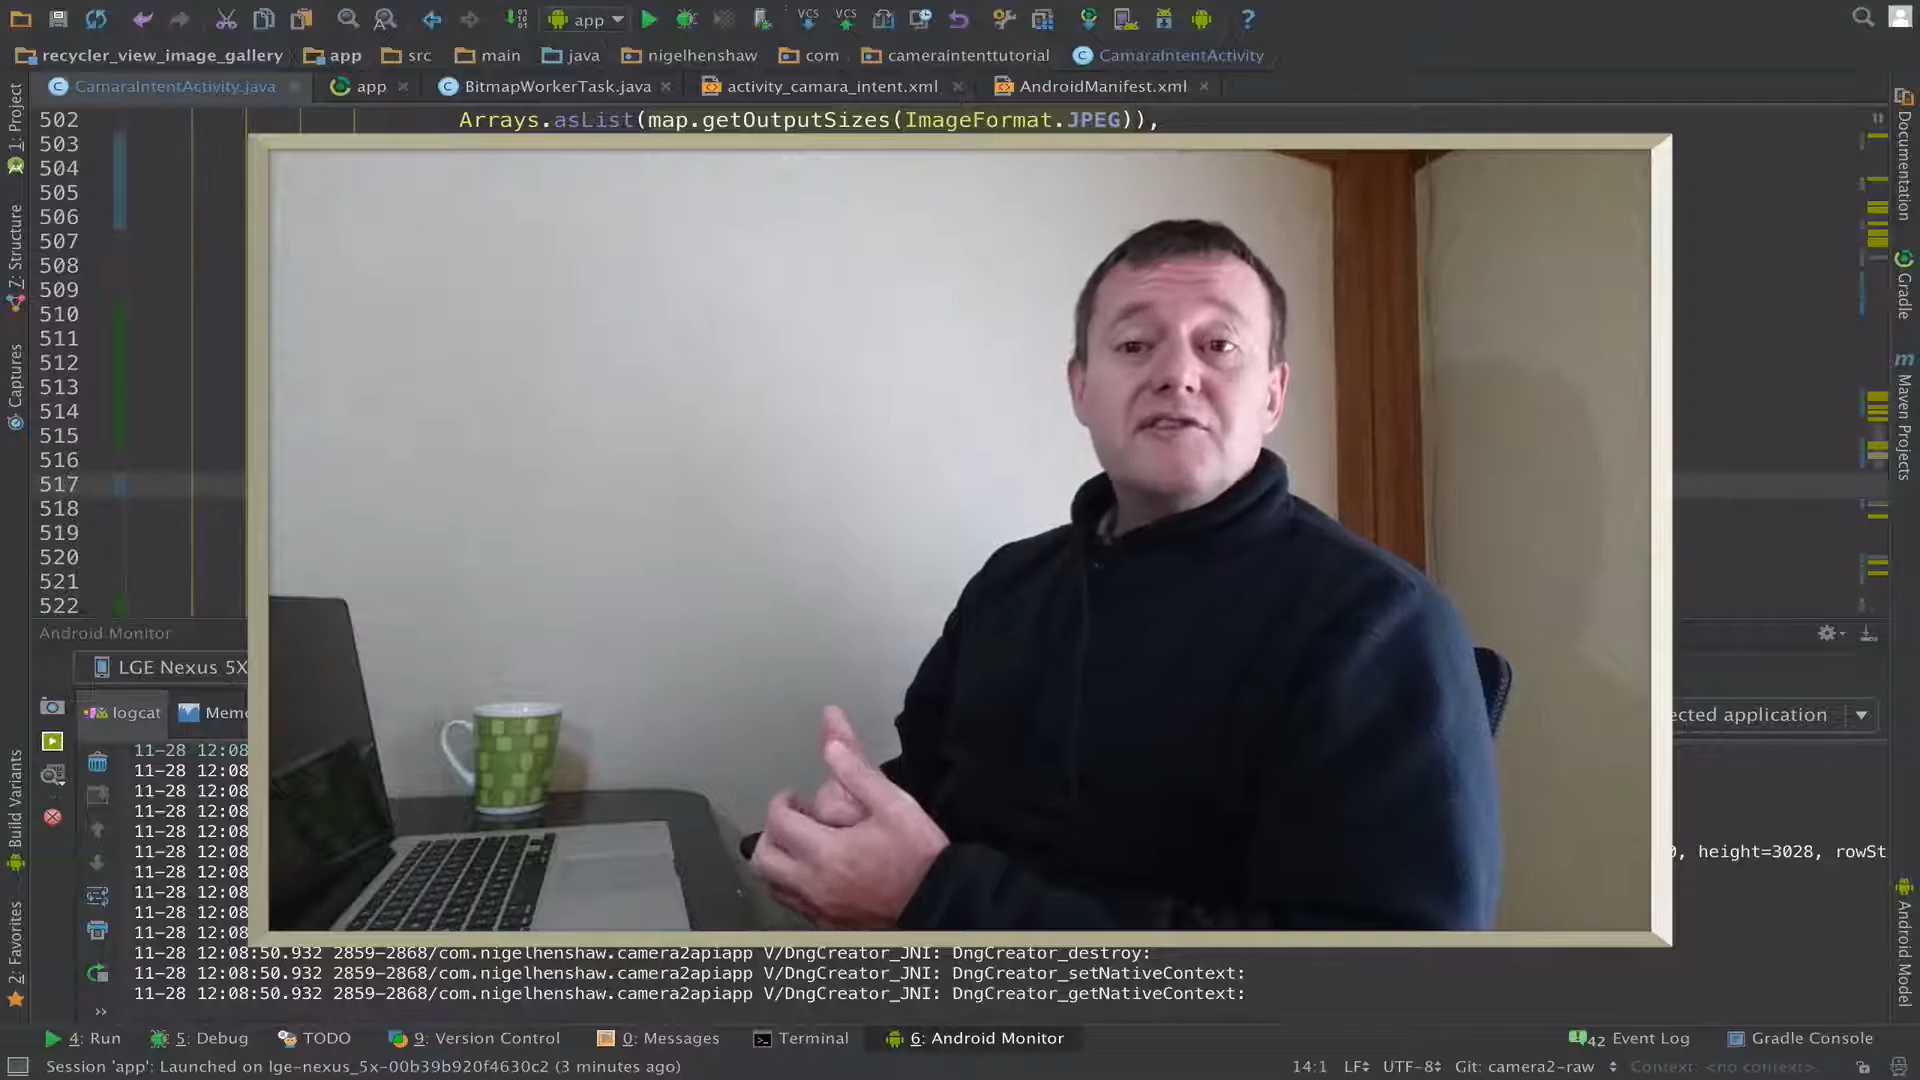 app
recycler_view_image_gallery app src main java nigelhenshaw com cameraintenttutorial CamaraIntentActivity
CamaraIntentActivity.java app BitmapWorkerTask.java activity_camara_intent.xml AndroidManifest.xml
502 Arrays.asList(map.getOutputSizes(ImageFormat.JPEG)),
503
504
505
506
507
508
509
510
511
512
513
514
515
516
517
518
519
520
521
522
1: Project
7: Structure
Captures
Build Variants
2: Favorites
Documentation
Gradle
Maven Projects
Android Model
Android Monitor
LGE Nexus 5X
logcat
cted application
11-28 12:08
11-28 12:08
11-28 12:08
11-28 12:08
11-28 12:08
11-28 12:08 height=3028, rowSt
11-28 12:08
11-28 12:08
11-28 12:08
11-28 12:08
11-28 12:08:50.932 2859-2868/com.nigelhenshaw.camera2apiapp V/DngCreator_JNI: DngCreator_destroy:
11-28 12:08:50.932 2859-2868/com.nigelhenshaw.camera2apiapp V/DngCreator_JNI: DngCreator_setNativeContext:
11-28 12:08:50.932 2859-2868/com.nigelhenshaw.camera2apiapp V/DngCreator_JNI: DngCreator_getNativeContext:
4: Run 5: Debug TODO 9: Version Control 0: Messages Terminal 6: Android Monitor 42 Event Log Gradle Console
Session 'app': Launched on lge-nexus_5x-00b39b920f4630c2 (3 minutes ago) 14:1 LF UTF-8 Git: camera2-raw Context: <no context>